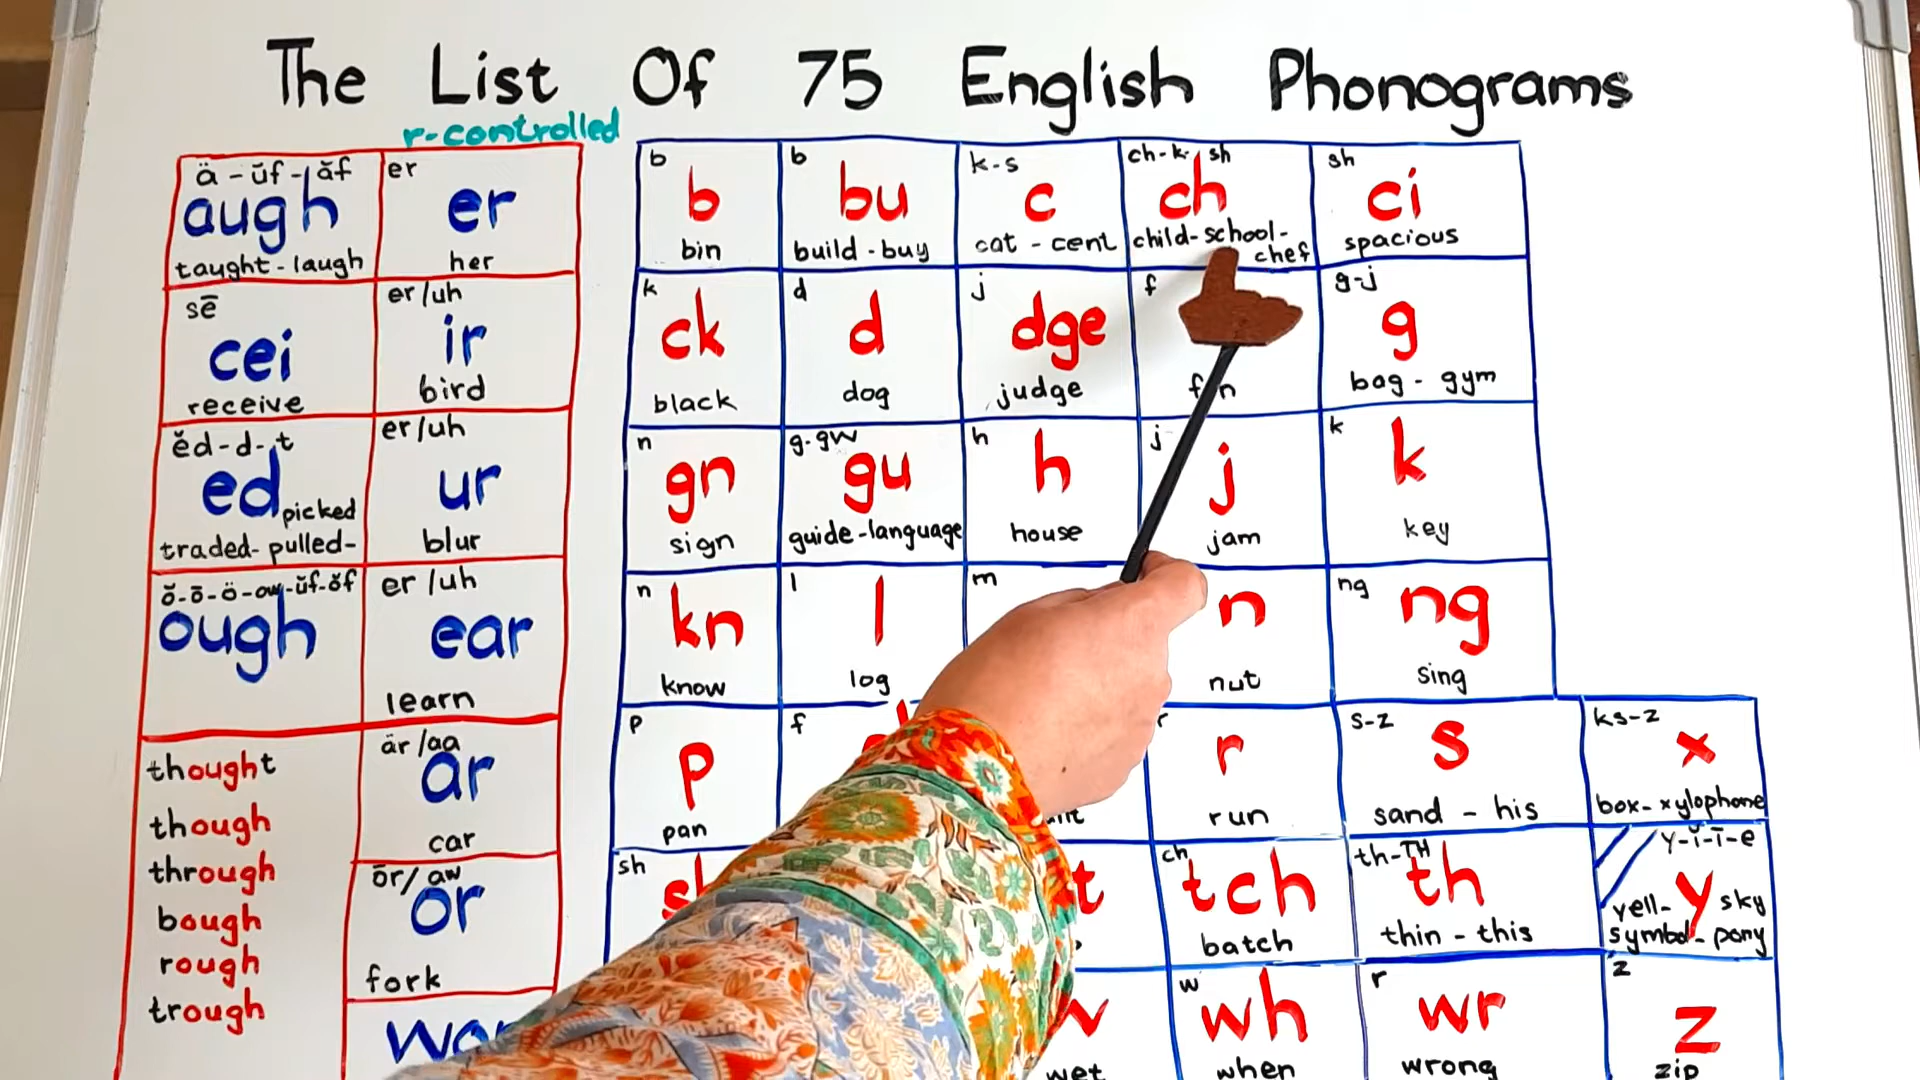 The List Of 75 English Phonograms
r-controlled
ä - ŭf - ăf
augh
taught - laugh
er
er
her
sē
cei
receive
er/uh
ir
bird
ĕd - d - t
ed
picked
traded - pulled -
er/uh
ur
blur
ŏ - ō - ö - ow - ŭf - ŏf
ough
er/uh
ear
learn
thought
though
through
bough
rough
trough
är/aa
ar
car
ōr/aw
or
fork
b
b
bin
b
bu
build - buy
k - s
c
cat - cent
ch - k - sh
ch
child - school -
chef
sh
ci
spacious
k
ck
black
d
d
dog
j
dge
judge
f
g - j
g
bag - gym
n
gn
sign
g - gw
gu
guide - language
h
h
house
j
j
jam
k
k
key
n
kn
know
l
l
log
m
n
nut
ng
ng
sing
p
p
pan
f
r
r
run
s - z
s
sand - his
ks - z
x
box - xylophone
sh
ch
tch
batch
th - TH
th
thin - this
y - ĭ - ī - e
y
yell - sky
symbol - pony
wet
w
wh
when
r
wr
wrong
z
z
zip